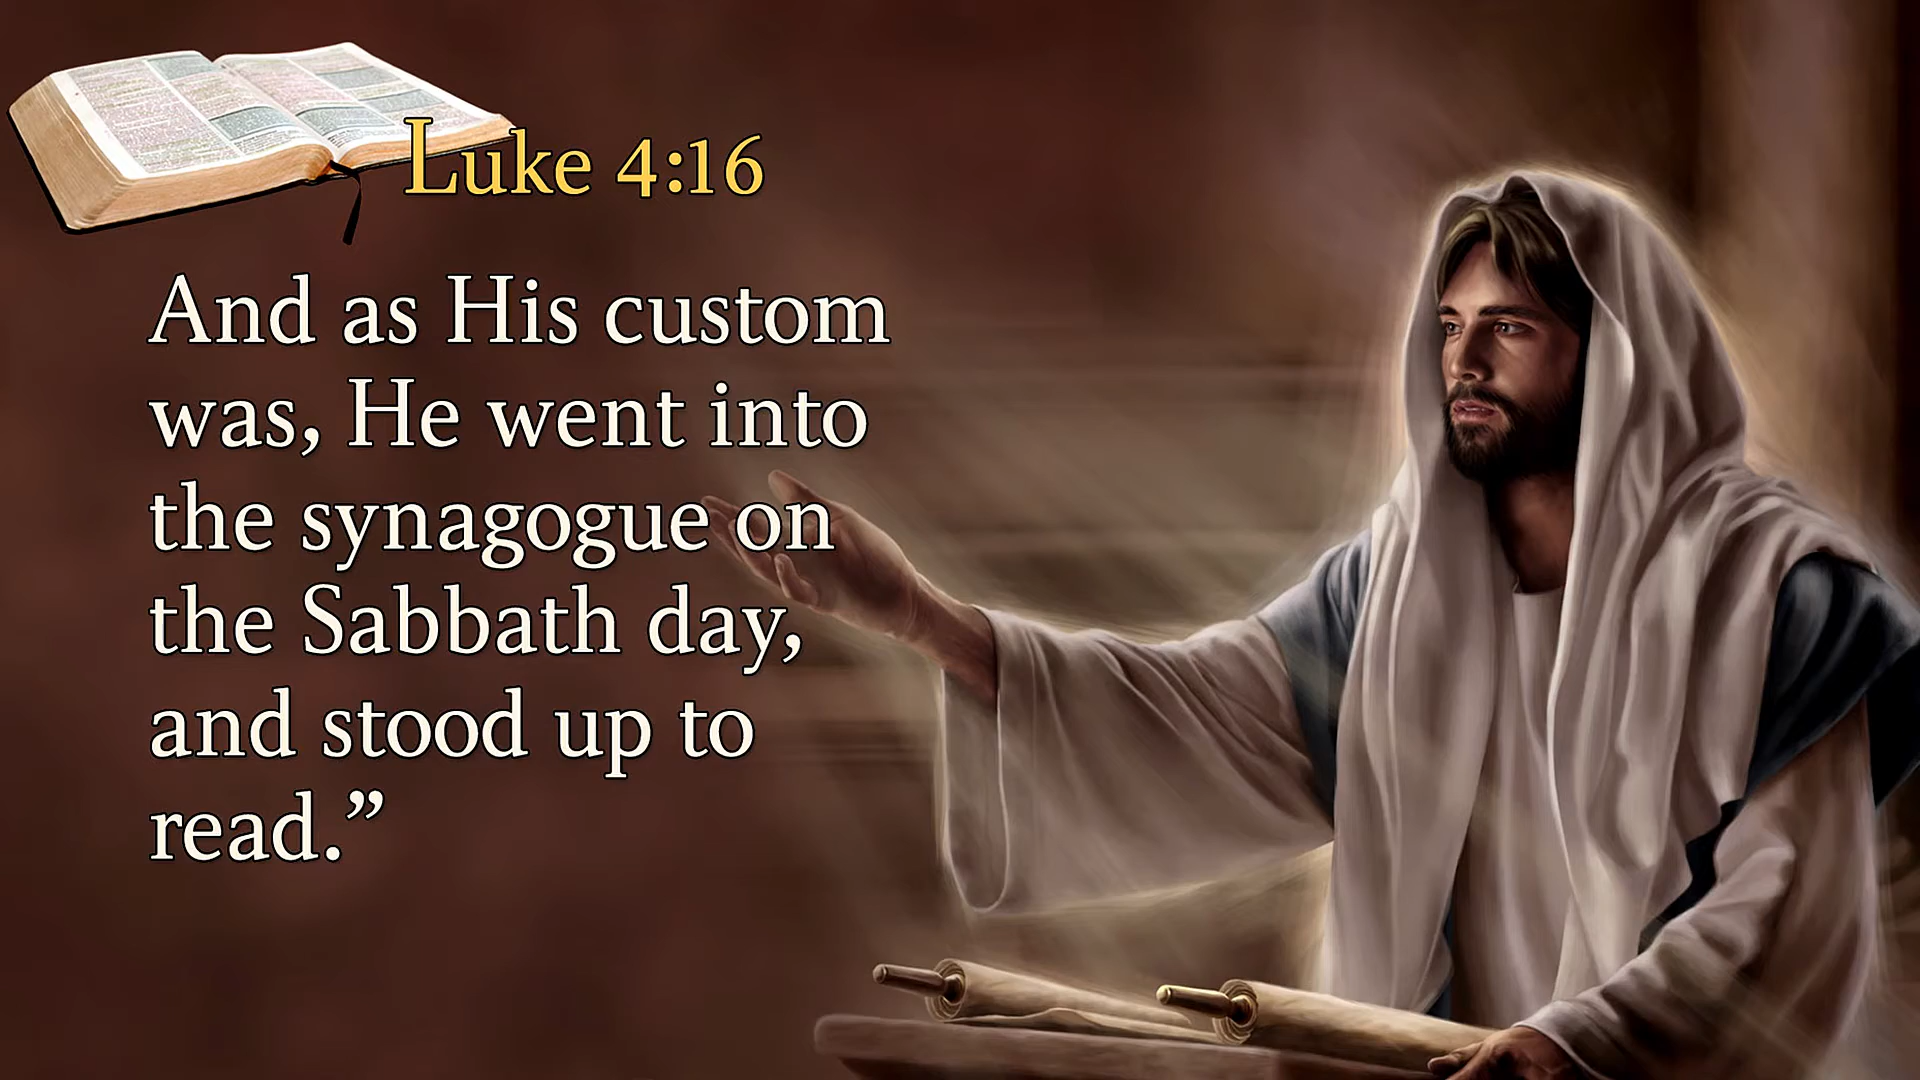 Luke 4:16
And as His custom
was, He went into
the synagogue on
the Sabbath day,
and stood up to
read.”